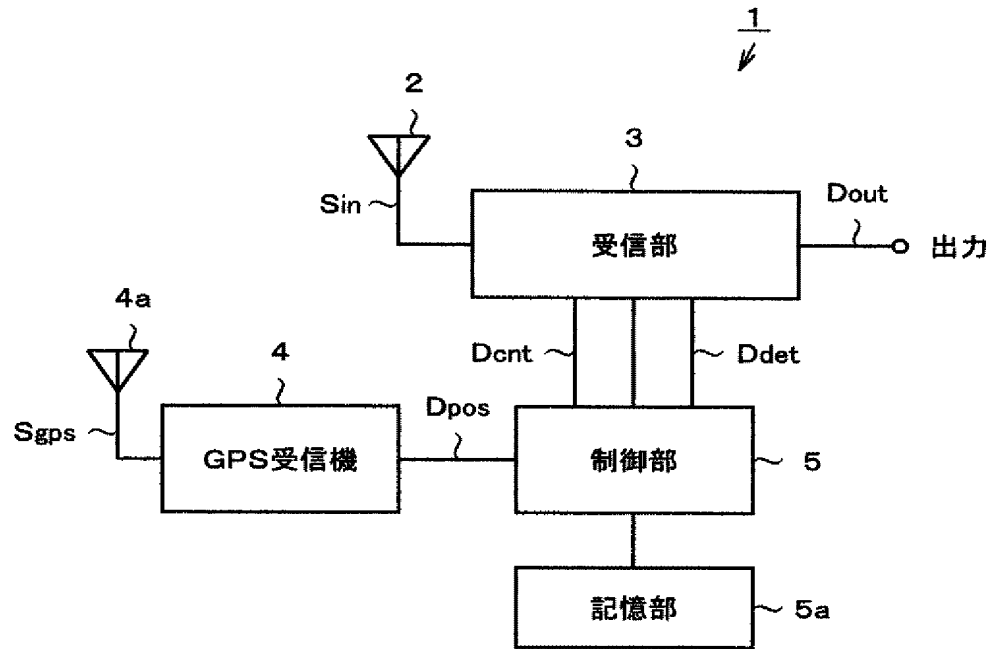 1
2
3
Sin
Dout
受信部
出力
4a
4
Dcnt
Ddet
Sgps
Dpos
GPS受信機
制御部
5
記憶部
5a